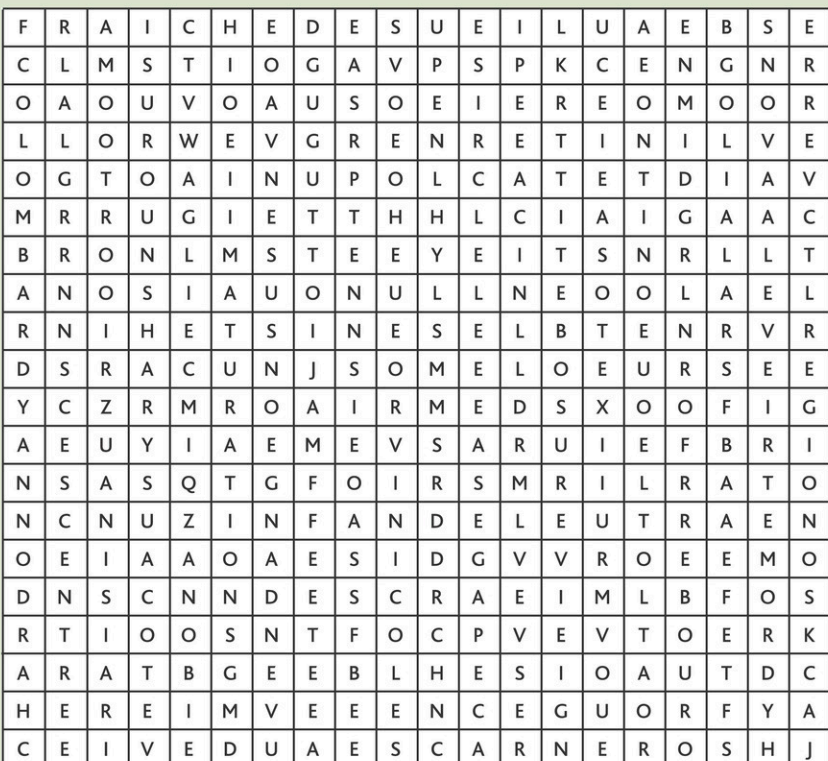 F R A I C H E D E S U E I L U A E B S E
C L M S T I O G A V P S P K C E N G N R
O A O U V O A U S O E I E R E O M O O R
L L O R W E V G R E N R E T I N I L V E
O G T O A I N U P O L C A T E T D I A V
M R R U G I E T T H H L C I A I G A A C
B R O N L M S T E E Y E I T S N R L L T
A N O S I A U O N U L L N E O O L A E L
R N I H E T S I N E S E L B T E N R V R
D S R A C U N J S O M E L O E U R S E E
Y C Z R M R O A I R M E D S X O O F I G
A E U Y I A E M E V S A R U I E F B R I
N S A S Q T G F O I R S M R I L R A T O
N C N U Z I N F A N D E L E U T R A E N
O E I A A O A E S I D G V V R O E E M O
D N S C N N D E S C R A E I M L B F O S
R T I O O S N T F O C P V E V T O E R K
A R A T B G E E B L H E S I O A U T D C
H E R E I M V E E E N C E G U O R F Y A
C E I V E D U A E S C A R N E R O S H J